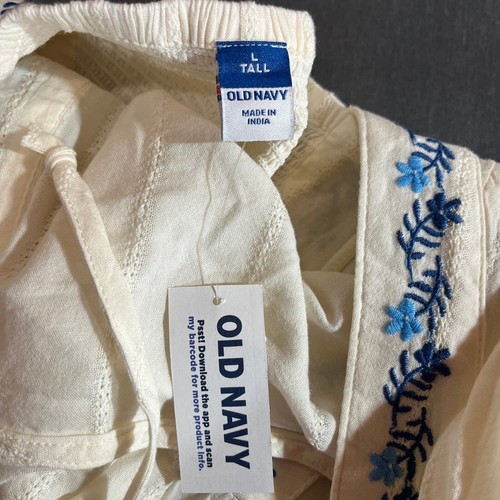 L
TALL
OLD NAVY
MADE IN
INDIA
OLD NAVY
Psst! Download the app and scan
my barcode for more product info.